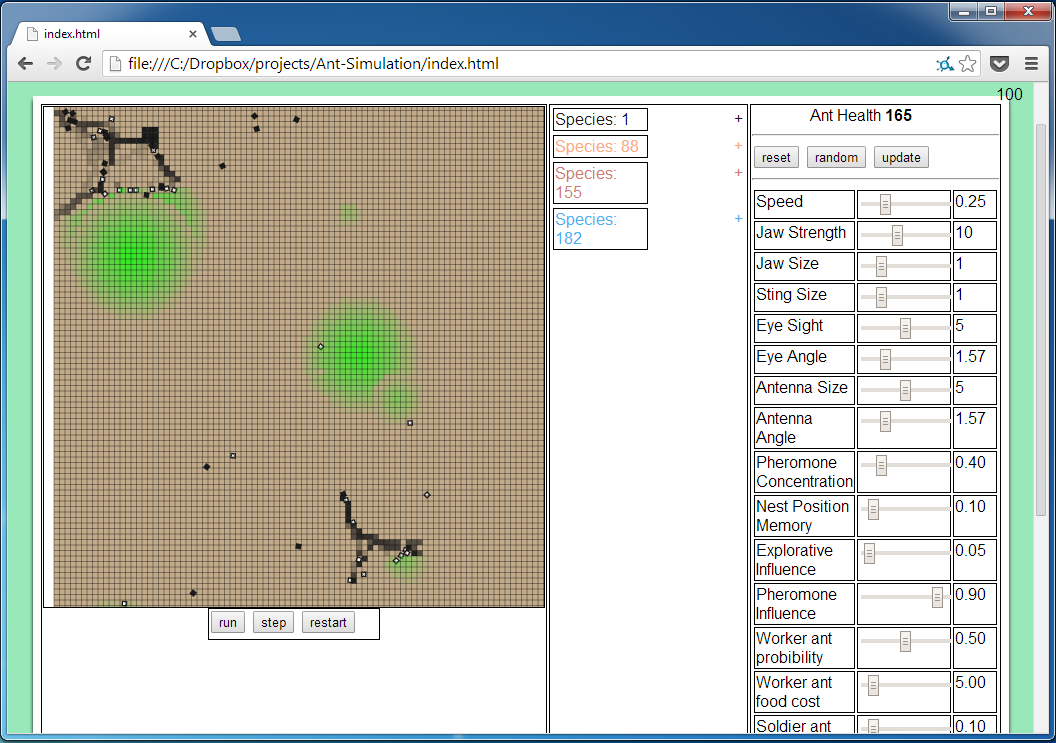 index.html
file:///C:/Dropbox/projects/Ant-Simulation/index.html
100
Species: 1 +
Species: 88 +
Species: +
155
Species: +
182
Ant Health 165
reset random update
Speed 0.25
Jaw Strength 10
Jaw Size 1
Sting Size 1
Eye Sight 5
Eye Angle 1.57
Antenna Size 5
Antenna 1.57
Angle
Pheromone 0.40
Concentration
Nest Position 0.10
Memory
Explorative 0.05
Influence
Pheromone 0.90
Influence
Worker ant 0.50
probibility
Worker ant 5.00
food cost
Soldier ant 0.10
run step restart